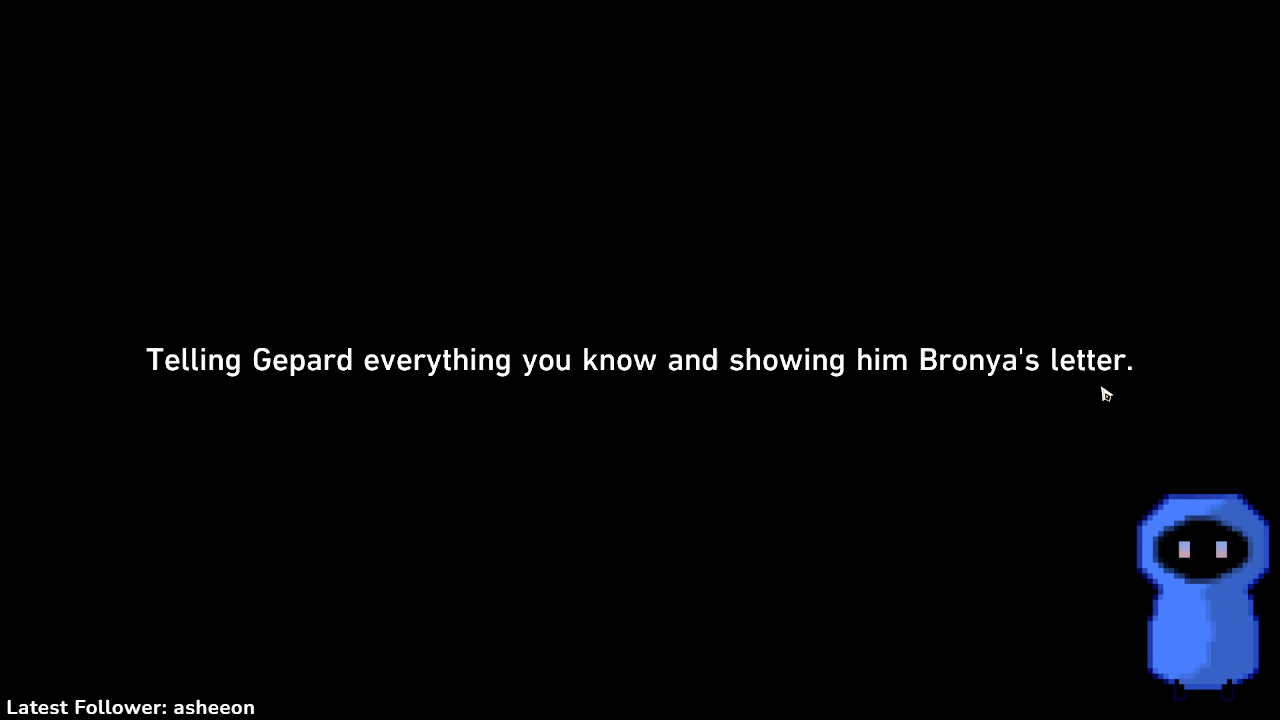 Telling Gepard everything you know and showing him Bronya's letter.
Latest Follower: asheeon